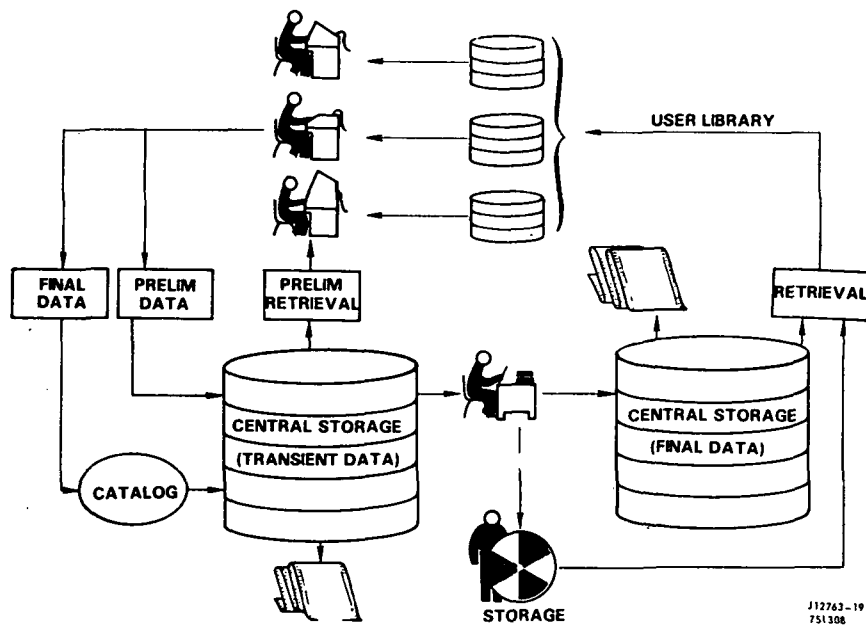 USER LIBRARY
FINAL
DATA
PRELIM
DATA
PRELIM
RETRIEVAL
RETRIEVAL
CENTRAL STORAGE
(TRANSIENT DATA)
CENTRAL STORAGE
(FINAL DATA)
CATALOG
STORAGE
J12763-19
751308